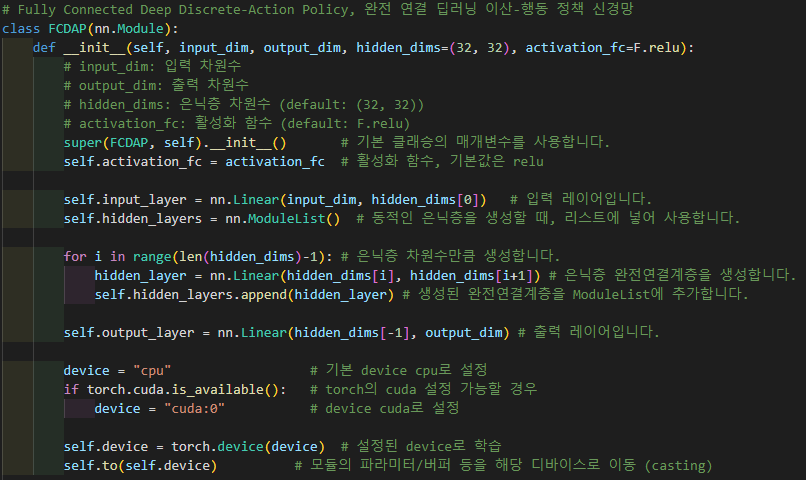 # Fully Connected Deep Discrete-Action Policy, 완전 연결 딥러닝 이산-행동 정책 신경망
class FCDAP(nn.Module):
    def __init__(self, input_dim, output_dim, hidden_dims=(32, 32), activation_fc=F.relu):
        # input_dim: 입력 차원수
        # output_dim: 출력 차원수
        # hidden_dims: 은닉층 차원수 (default: (32, 32))
        # activation_fc: 활성화 함수 (default: F.relu)
        super(FCDAP, self).__init__()       # 기본 클래승의 매개변수를 사용합니다.
        self.activation_fc = activation_fc  # 활성화 함수, 기본값은 relu
        self.input_layer = nn.Linear(input_dim, hidden_dims[0])   # 입력 레이어입니다.
        self.hidden_layers = nn.ModuleList()  # 동적인 은닉층을 생성할 때, 리스트에 넣어 사용합니다.
        for i in range(len(hidden_dims)-1): # 은닉층 차원수만큼 생성합니다.
            hidden_layer = nn.Linear(hidden_dims[i], hidden_dims[i+1]) # 은닉층 완전연결계층을 생성합니다.
            self.hidden_layers.append(hidden_layer) # 생성된 완전연결계층을 ModuleList에 추가합니다.
        self.output_layer = nn.Linear(hidden_dims[-1], output_dim) # 출력 레이어입니다.
        device = "cpu"                  # 기본 device cpu로 설정
        if torch.cuda.is_available():   # torch의 cuda 설정 가능할 경우
            device = "cuda:0"           # device cuda로 설정
        self.device = torch.device(device)  # 설정된 device로 학습
        self.to(self.device)          # 모듈의 파라미터/버퍼 등을 해당 디바이스로 이동 (casting)